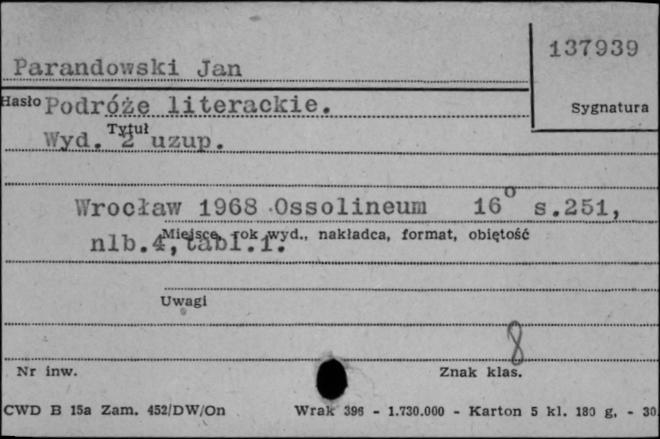 137939
Parandowski Jan
Hasło Podróże literackie.
Sygnatura
Tytuł
Wyd. 2 uzup.
Wrocław 1968 Ossolineum 16° s.251,
Miejsce, rok wyd., nakładca, format, objętość
nlb.4, tabl.1.
Uwagi
8
Nr inw. Znak klas.
CWD B 15a Zam. 452/DW/On Wrak 396 - 1.730.000 - Karton 5 kl. 180 g. - 30